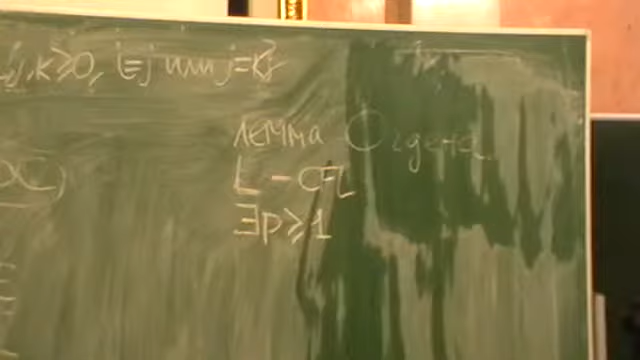 j,k≥0, i=j или j=k}
Лемма Огдена
L - CFL
∃p≥1